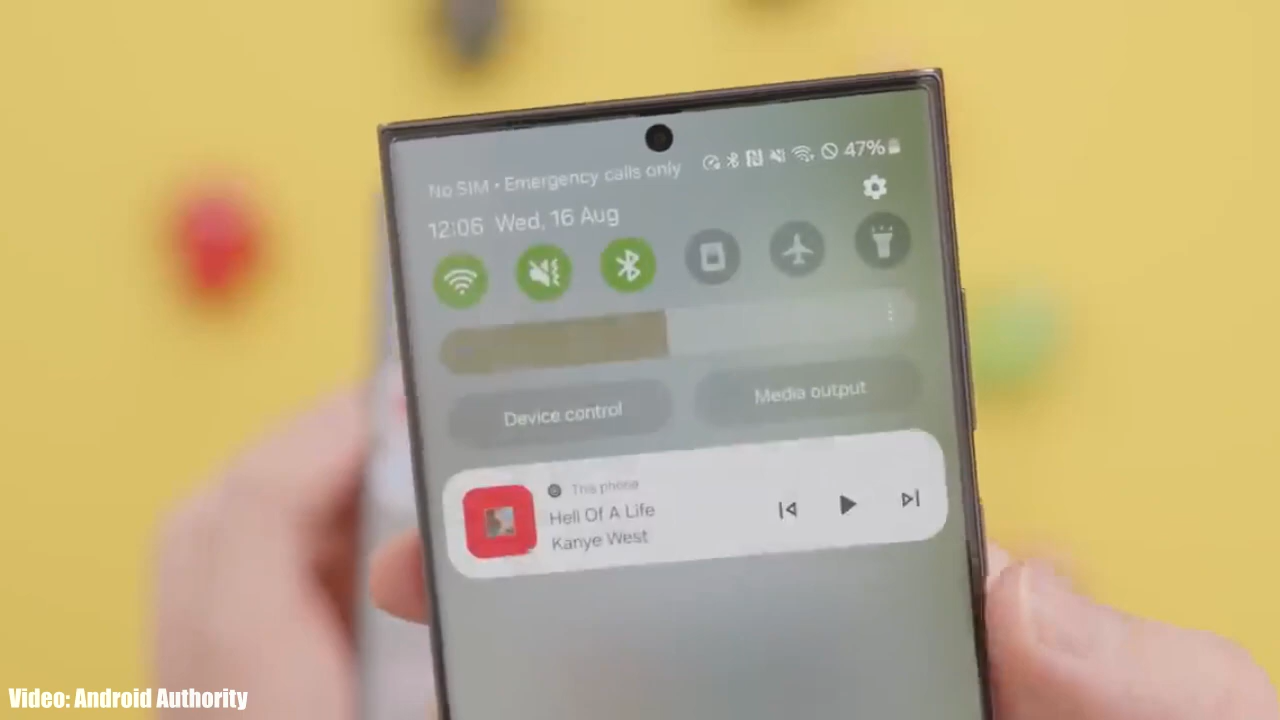 No SIM • Emergency calls only
47%
12:06 Wed, 16 Aug
Device control
Media output
This phone
Hell Of A Life
Kanye West
Video: Android Authority